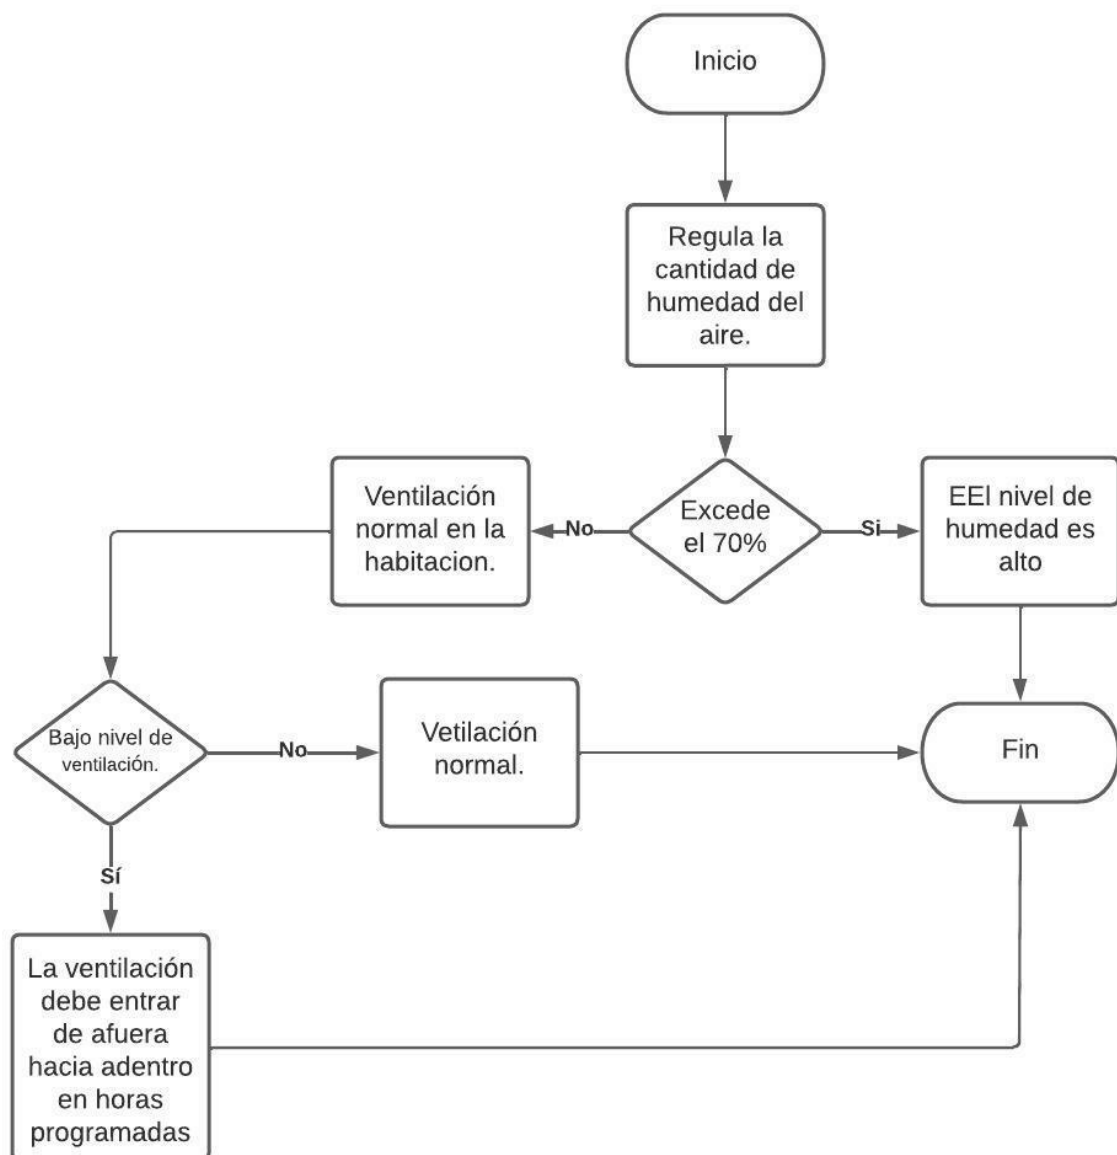 Inicio
Regula la
cantidad de
humedad del
aire.
Excede
el 70%
No
Si
Ventilación
normal en la
habitacion.
EEl nivel de
humedad es
alto
Bajo nivel de
ventilación.
No
Vetilación
normal.
Fin
Sí
La ventilación
debe entrar
de afuera
hacia adentro
en horas
programadas